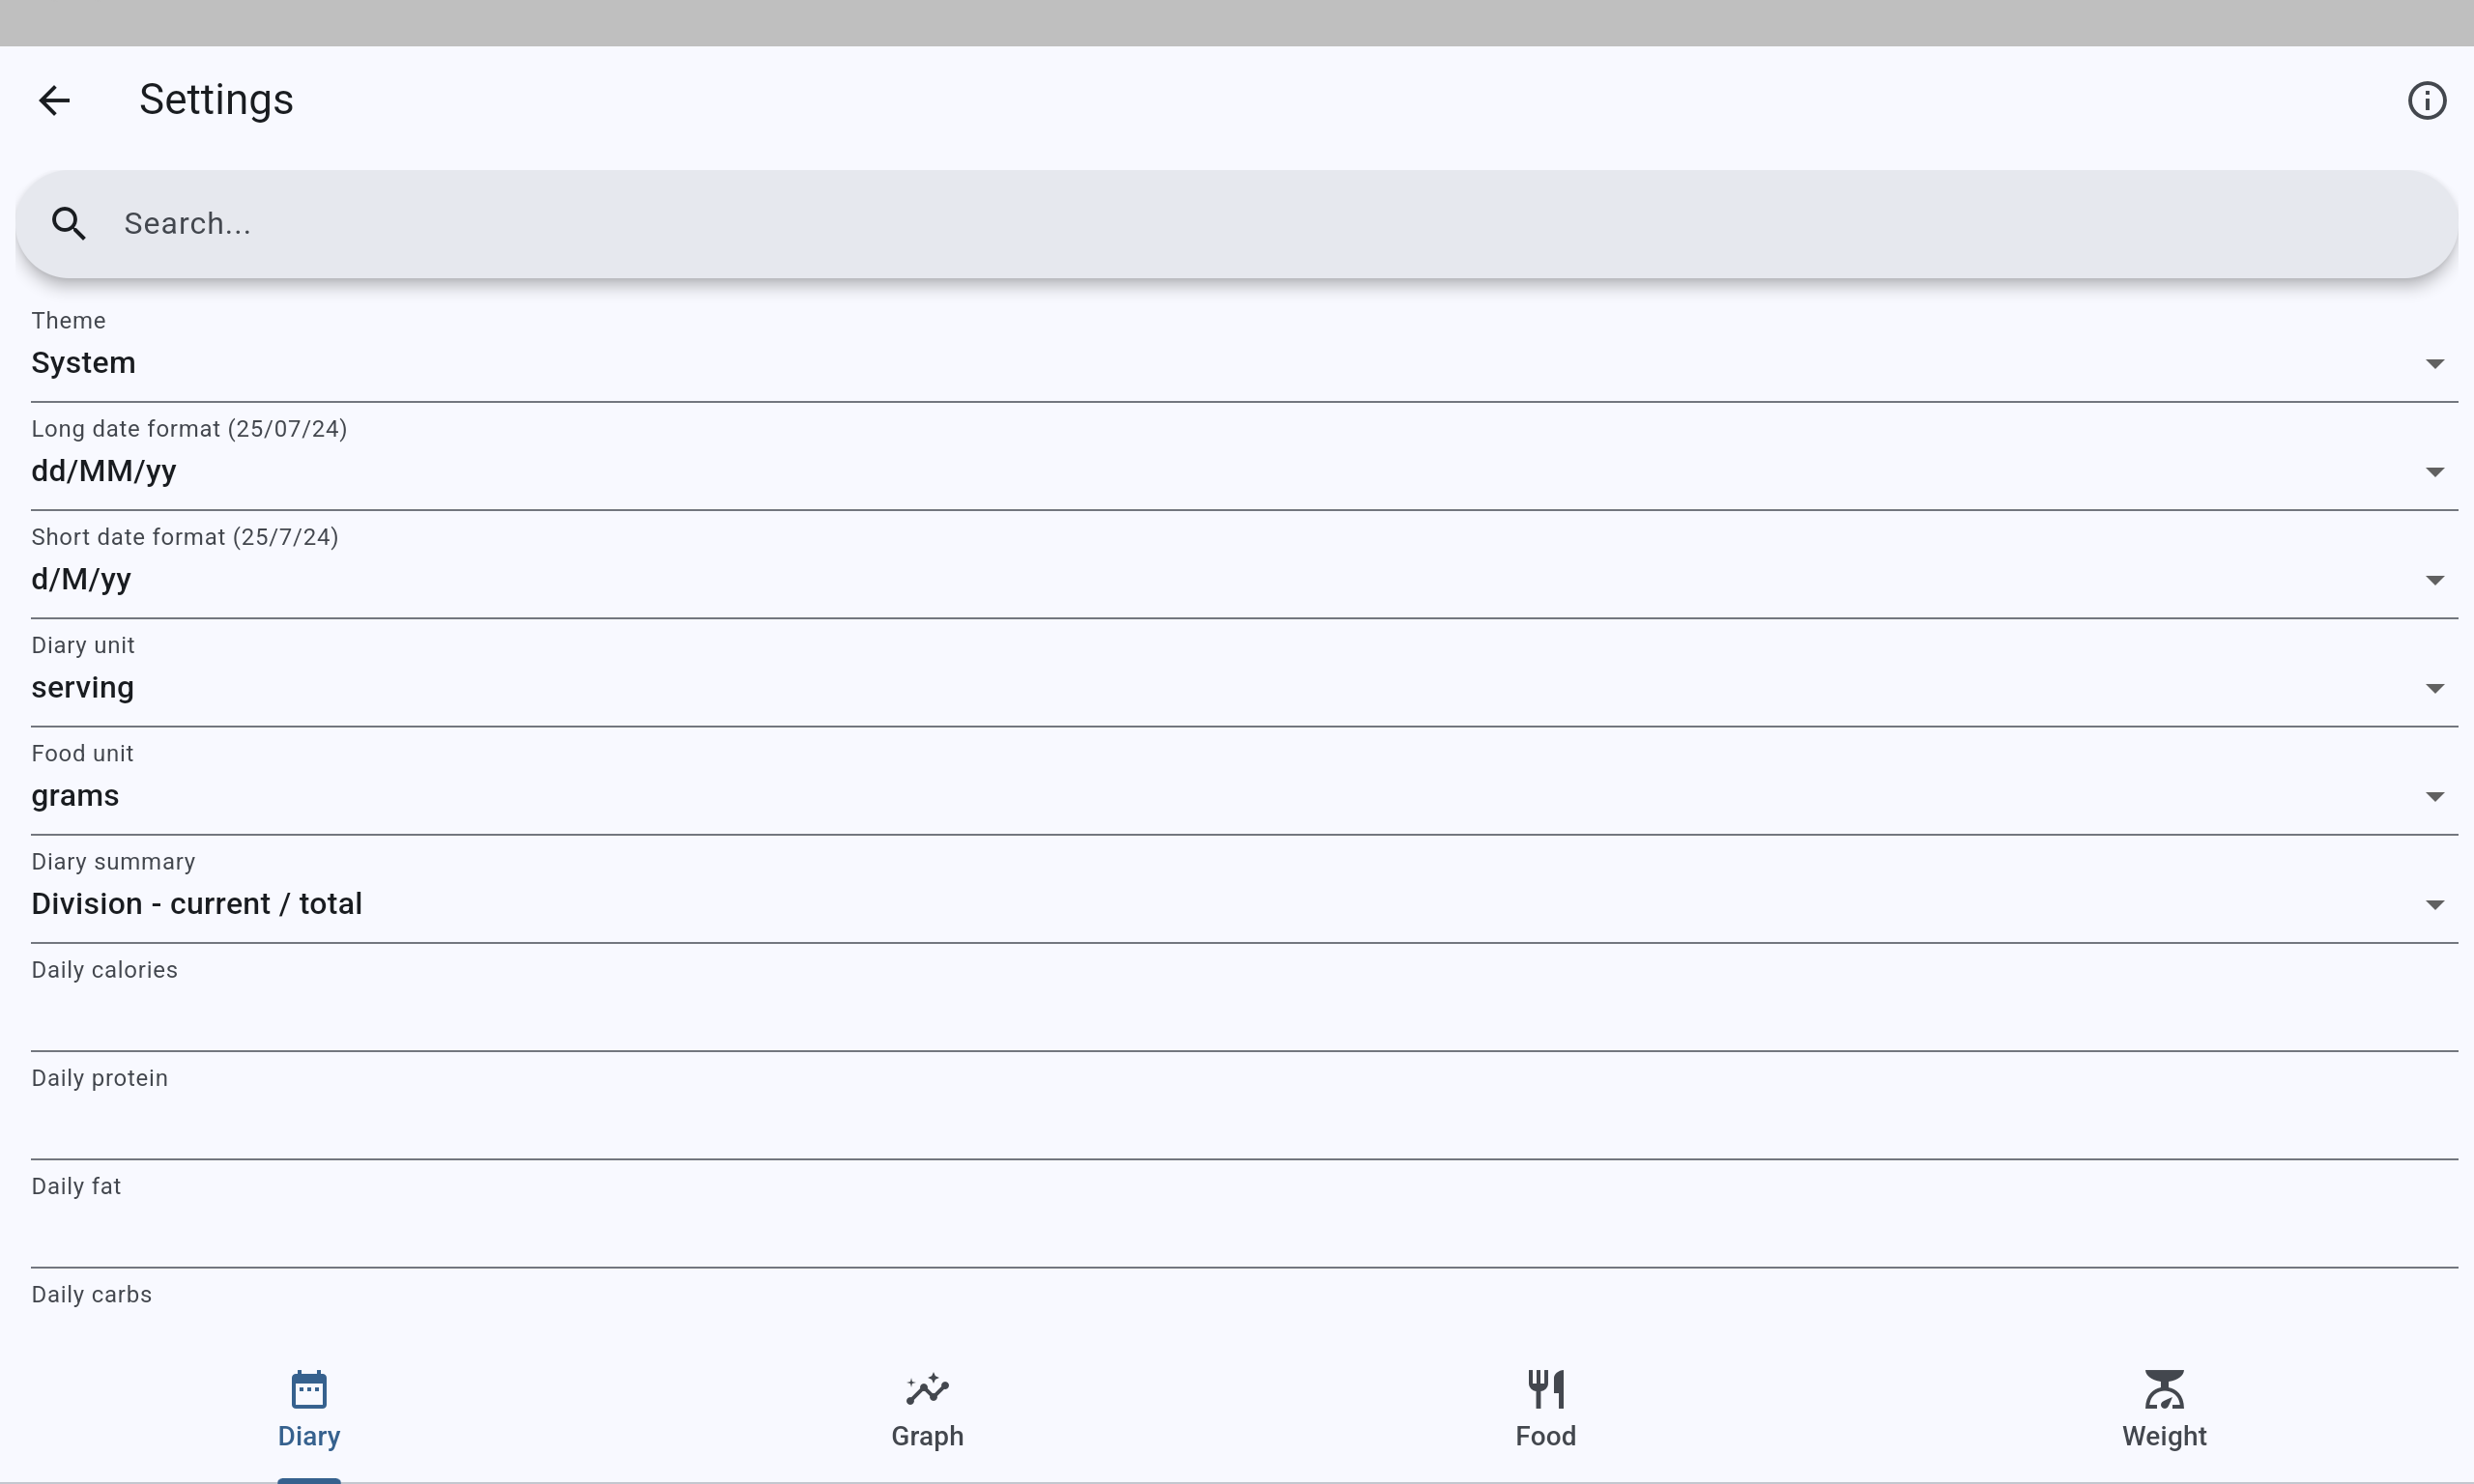 Settings
Search...
Theme
System
Long date format (25/07/24)
dd/MM/yy
Short date format (25/7/24)
d/M/yy
Diary unit
serving
Food unit
grams
Diary summary
Division - current / total
Daily calories
Daily protein
Daily fat
Daily carbs
Diary
Graph
Food
Weight